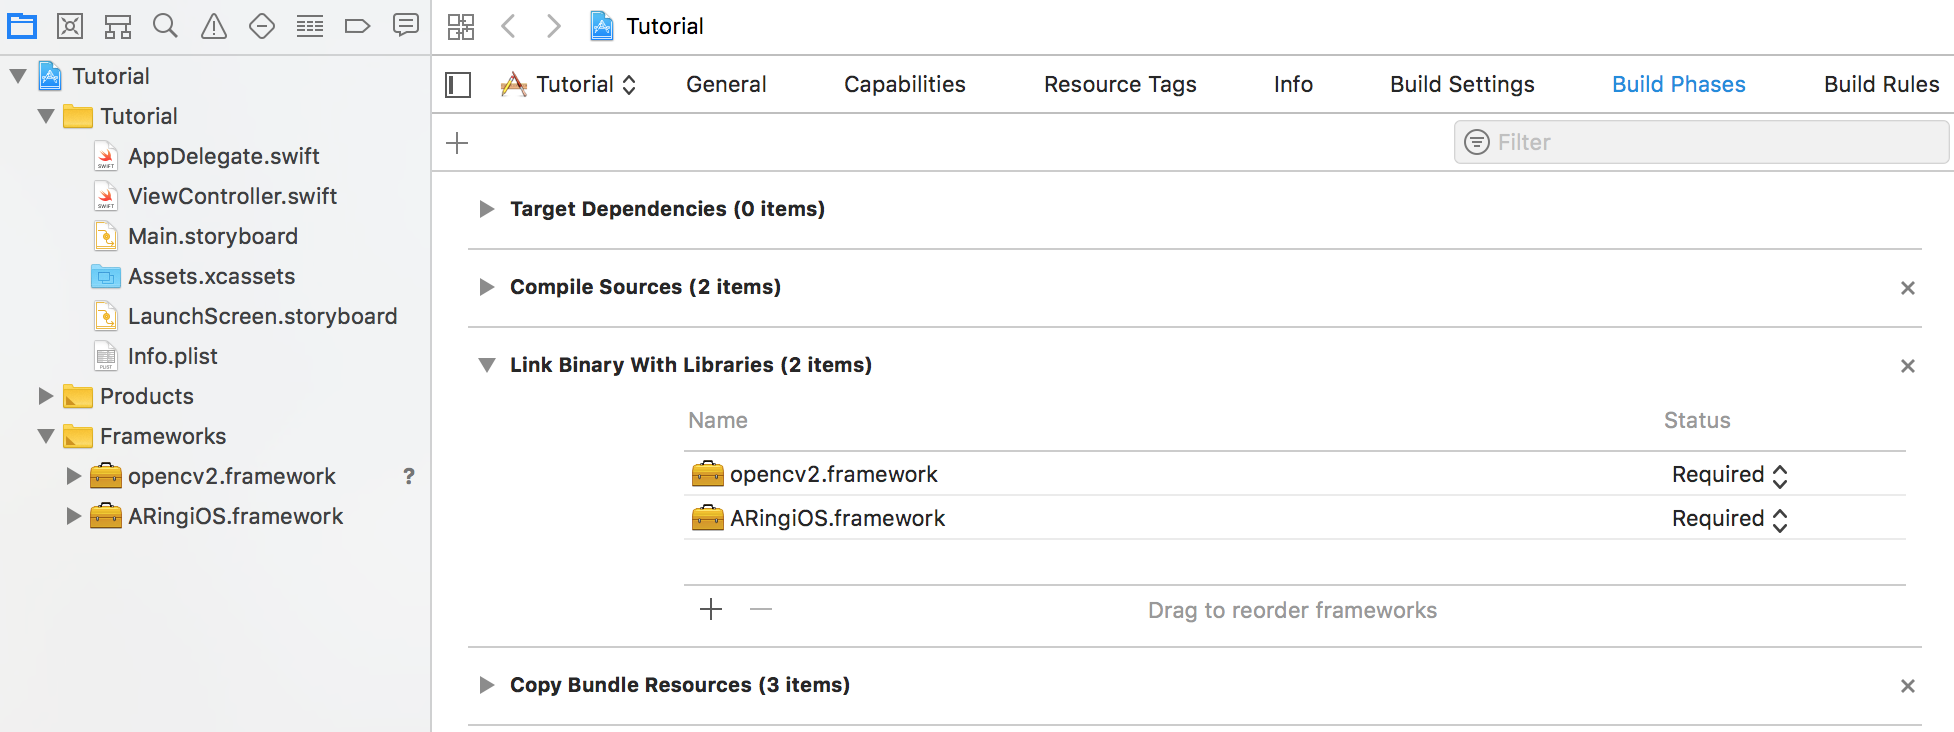 Tutorial
Tutorial
AppDelegate.swift
ViewController.swift
Main.storyboard
Assets.xcassets
LaunchScreen.storyboard
Info.plist
Products
Frameworks
opencv2.framework ?
ARingiOS.framework
Tutorial
Tutorial General Capabilities Resource Tags Info Build Settings Build Phases Build Rules
Filter
Target Dependencies (0 items)
Compile Sources (2 items)
Link Binary With Libraries (2 items)
Name Status
opencv2.framework Required
ARingiOS.framework Required
Drag to reorder frameworks
Copy Bundle Resources (3 items)